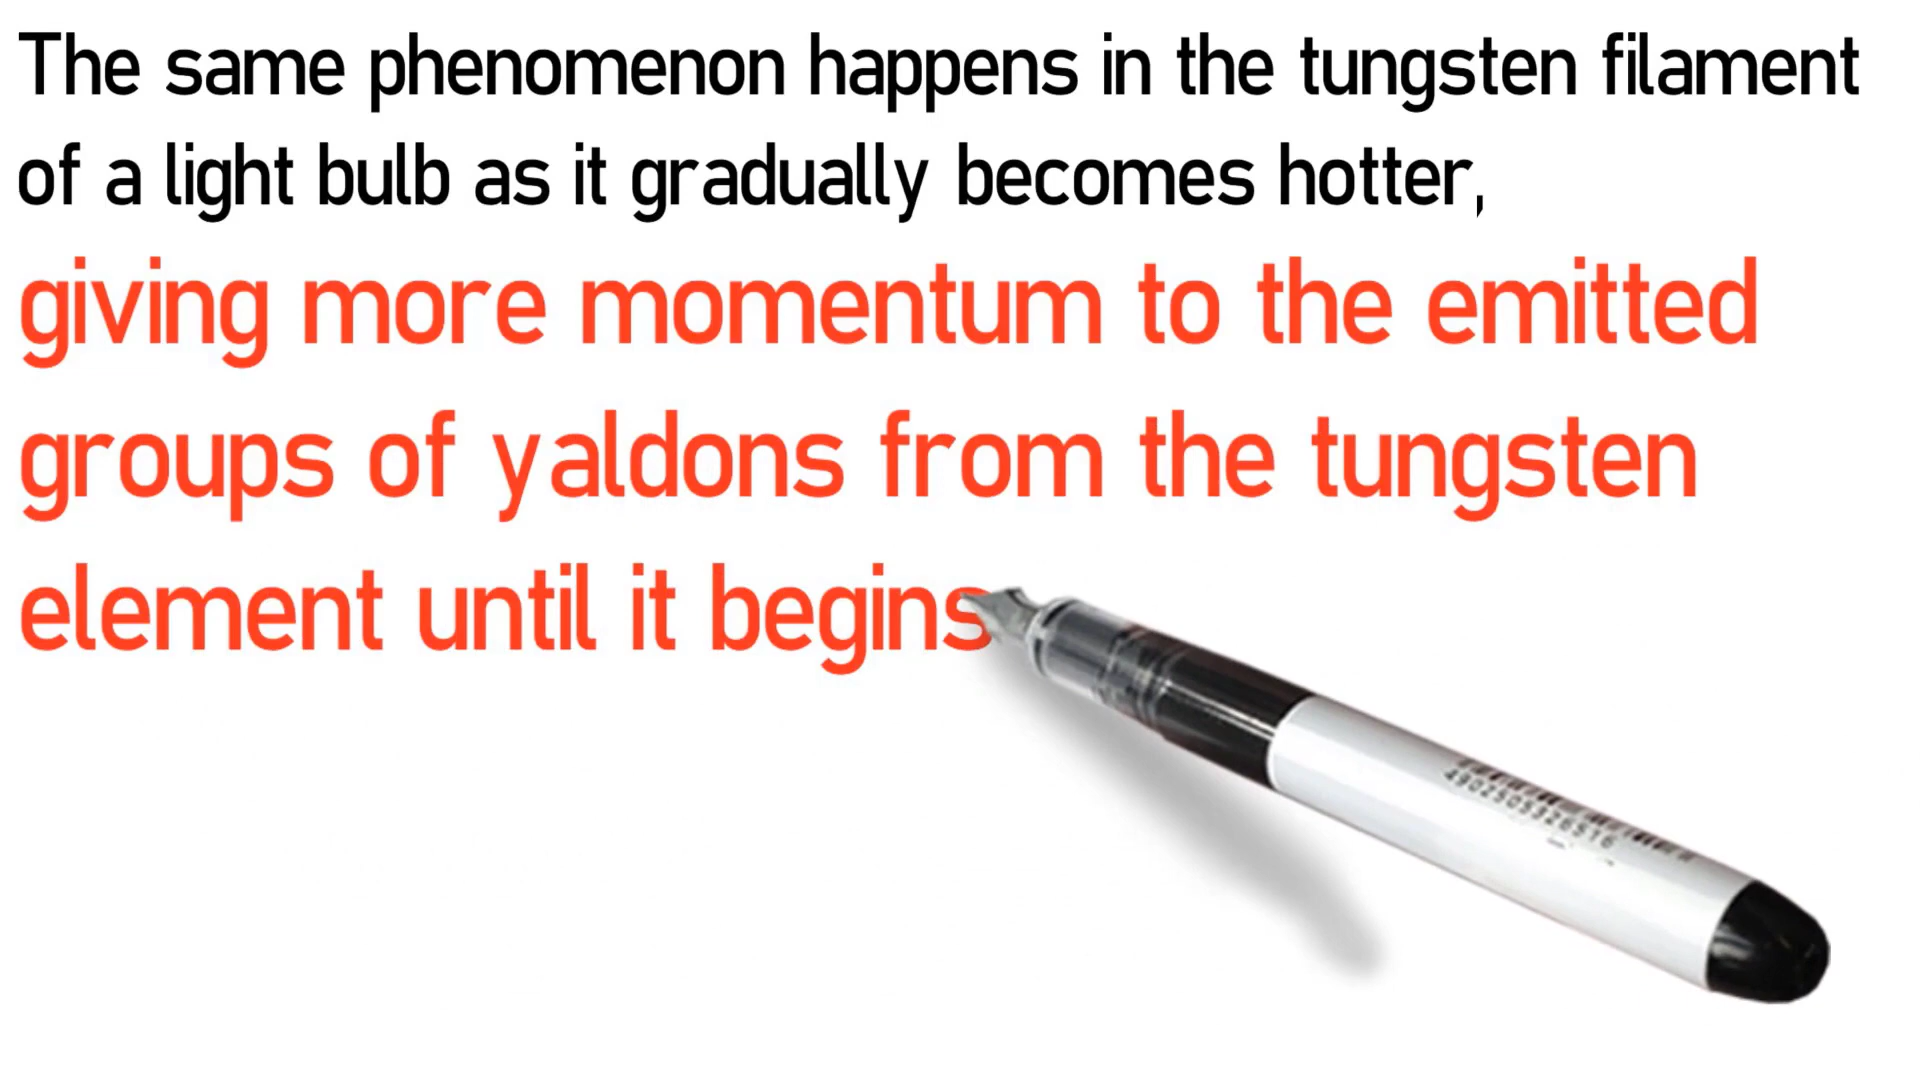 The same phenomenon happens in the tungsten filament
of a light bulb as it gradually becomes hotter,
giving more momentum to the emitted
groups of yaldons from the tungsten
element until it begins
4902505326516